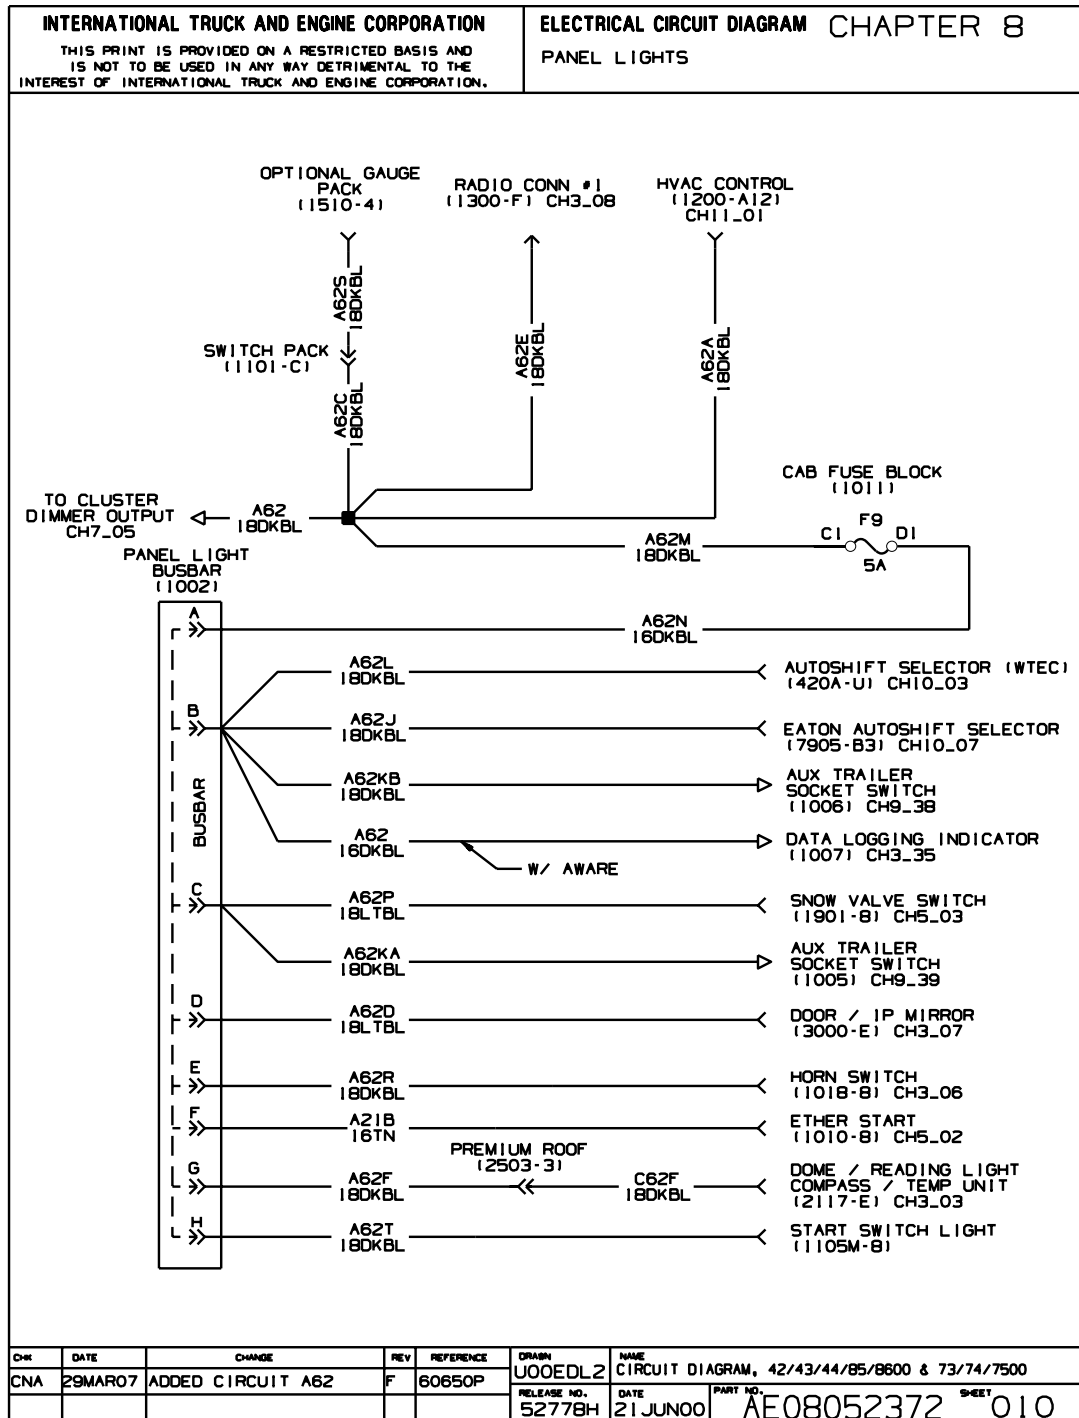 INTERNATIONAL TRUCK AND ENGINE CORPORATION
THIS PRINT IS PROVIDED ON A RESTRICTED BASIS AND
IS NOT TO BE USED IN ANY WAY DETRIMENTAL TO THE
INTEREST OF INTERNATIONAL TRUCK AND ENGINE CORPORATION.
ELECTRICAL CIRCUIT DIAGRAM CHAPTER 8
PANEL LIGHTS
OPTIONAL GAUGE
PACK
(1510-4)
RADIO CONN #1
(1300-F) CH3_08
HVAC CONTROL
(1200-A12)
CH11_01
A62S
18DKBL
SWITCH PACK
(1101-C)
A62C
18DKBL
A62E
18DKBL
A62A
18DKBL
CAB FUSE BLOCK
(1011)
F9
C1 D1
5A
TO CLUSTER
DIMMER OUTPUT
CH7_05
A62
18DKBL
A62M
18DKBL
PANEL LIGHT
BUSBAR
(1002)
A
A62N
16DKBL
A62L
18DKBL
AUTOSHIFT SELECTOR (WTEC)
(420A-U) CH10_03
B
A62J
18DKBL
EATON AUTOSHIFT SELECTOR
(7905-B3) CH10_07
A62KB
18DKBL
AUX TRAILER
SOCKET SWITCH
(1006) CH9_38
BUSBAR
A62
16DKBL
W/ AWARE
DATA LOGGING INDICATOR
(1007) CH3_35
C
A62P
18LTBL
SNOW VALVE SWITCH
(1901-8) CH5_03
A62KA
18DKBL
AUX TRAILER
SOCKET SWITCH
(1005) CH9_39
D
A62D
18LTBL
DOOR / IP MIRROR
(3000-E) CH3_07
E
A62R
18DKBL
HORN SWITCH
(1018-8) CH3_06
F
A21B
16TN
ETHER START
(1010-8) CH5_02
G
A62F
18DKBL
PREMIUM ROOF
(2503-3)
C62F
18DKBL
DOME / READING LIGHT
COMPASS / TEMP UNIT
(2117-E) CH3_03
H
A62T
18DKBL
START SWITCH LIGHT
(1105M-8)
CHK DATE CHANGE REV REFERENCE
CNA 29MAR07 ADDED CIRCUIT A62 F 60650P
DRAWN
U00EDL2
NAME
CIRCUIT DIAGRAM, 42/43/44/85/8600 & 73/74/7500
RELEASE NO.
52778H
DATE
21JUN00
PART NO.
AE08052372
SHEET
010